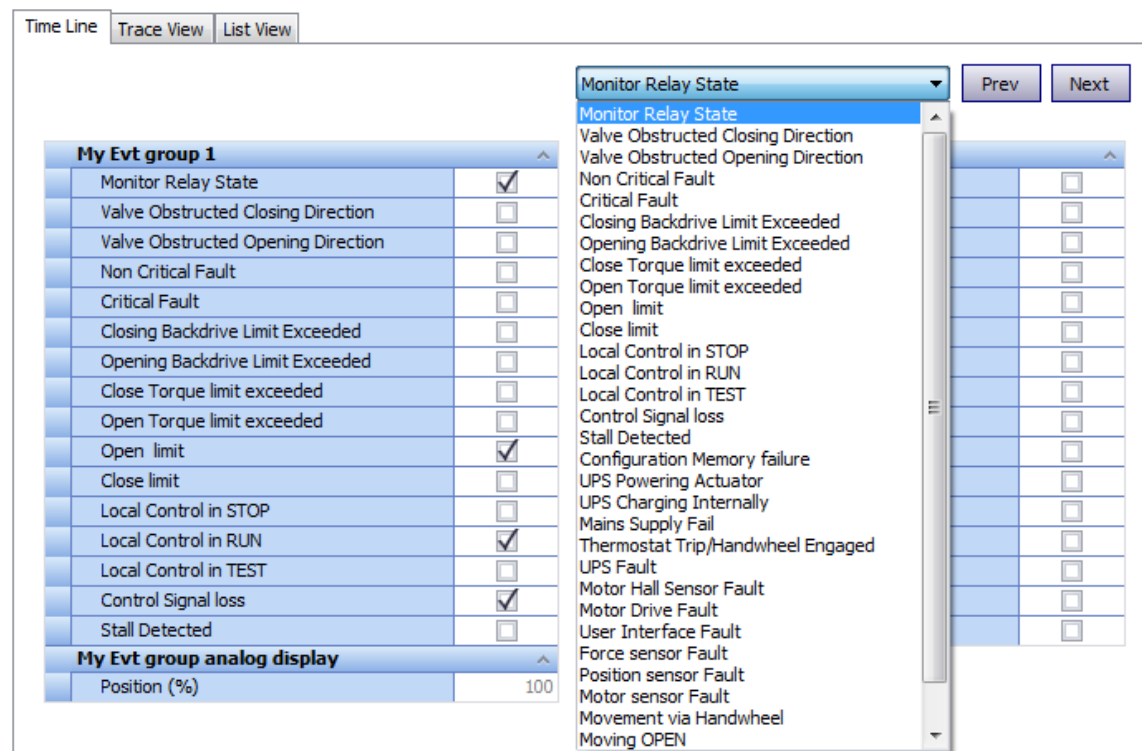 Time Line
Trace View
List View
Monitor Relay State
Prev
Next
My Evt group 1
Monitor Relay State
Valve Obstructed Closing Direction
Valve Obstructed Opening Direction
Non Critical Fault
Critical Fault
Closing Backdrive Limit Exceeded
Opening Backdrive Limit Exceeded
Close Torque limit exceeded
Open Torque limit exceeded
Open  limit
Close limit
Local Control in STOP
Local Control in RUN
Local Control in TEST
Control Signal loss
Stall Detected
My Evt group analog display
Position (%)
100
Monitor Relay State
Valve Obstructed Closing Direction
Valve Obstructed Opening Direction
Non Critical Fault
Critical Fault
Closing Backdrive Limit Exceeded
Opening Backdrive Limit Exceeded
Close Torque limit exceeded
Open Torque limit exceeded
Open  limit
Close limit
Local Control in STOP
Local Control in RUN
Local Control in TEST
Control Signal loss
Stall Detected
Configuration Memory failure
UPS Powering Actuator
UPS Charging Internally
Mains Supply Fail
Thermostat Trip/Handwheel Engaged
UPS Fault
Motor Hall Sensor Fault
Motor Drive Fault
User Interface Fault
Force sensor Fault
Position sensor Fault
Motor sensor Fault
Movement via Handwheel
Moving OPEN